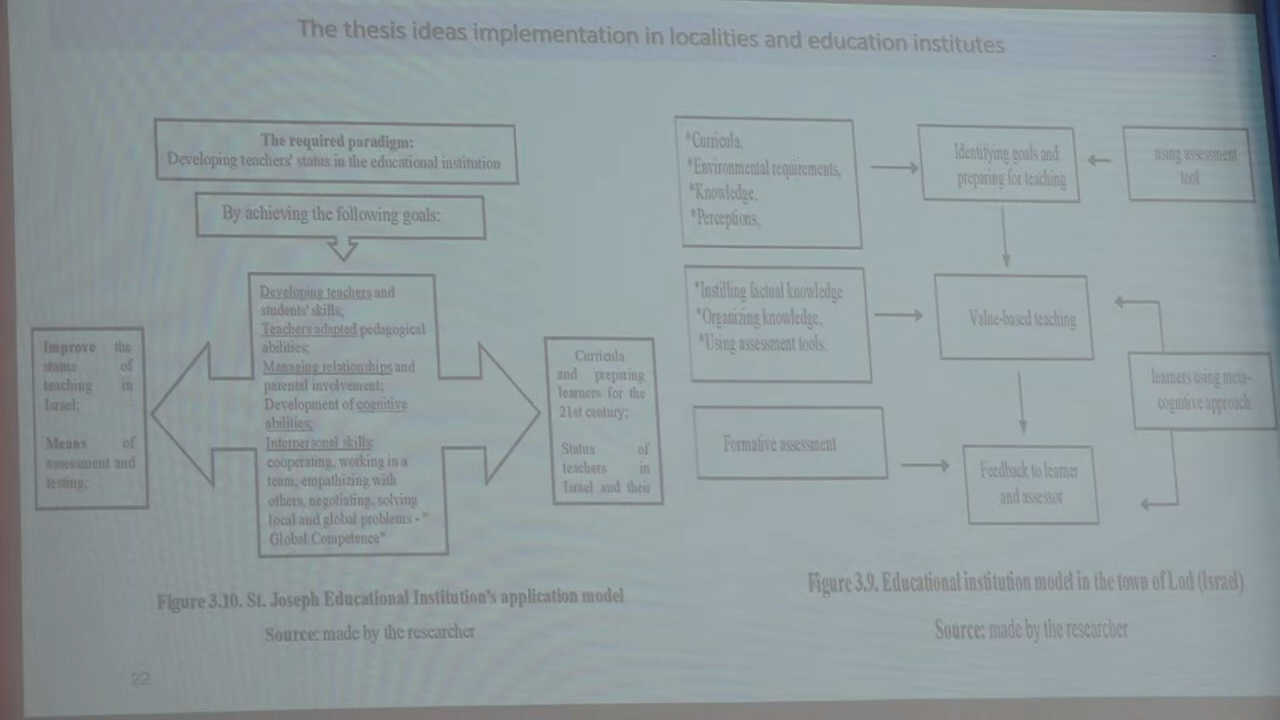 The thesis ideas implementation in localities and education institutes
The required paradigm:
Developing teachers' status in the educational institution
By achieving the following goals:
Developing teachers and
students' skills;
Teachers adapted pedagogical
abilities;
Managing relationships and
parental involvement;
Development of cognitive
abilities;
Interpersonal skills:
cooperating, working in a
team, empathizing with
others, negotiating, solving
local and global problems - "
Global Competence"
Improve the
status of
teaching in
Israel;
Means of
assessment and
testing;
Curricula
and preparing
learners for the
21st century;
Status of
teachers in
Israel and their
Figure 3.10. St. Joseph Educational Institution's application model
Source: made by the researcher
22
*Curricula,
*Environmental requirements,
*Knowledge,
*Perceptions,
Identifying goals and
preparing for teaching
using assessment
tool
*Instilling factual knowledge
*Organizing knowledge,
*Using assessment tools,
Value-based teaching
learners using meta-
cognitive approach
Formative assessment
Feedback to learner
and assessor
Figure 3.9. Educational institution model in the town of Lod (Israel)
Source: made by the researcher